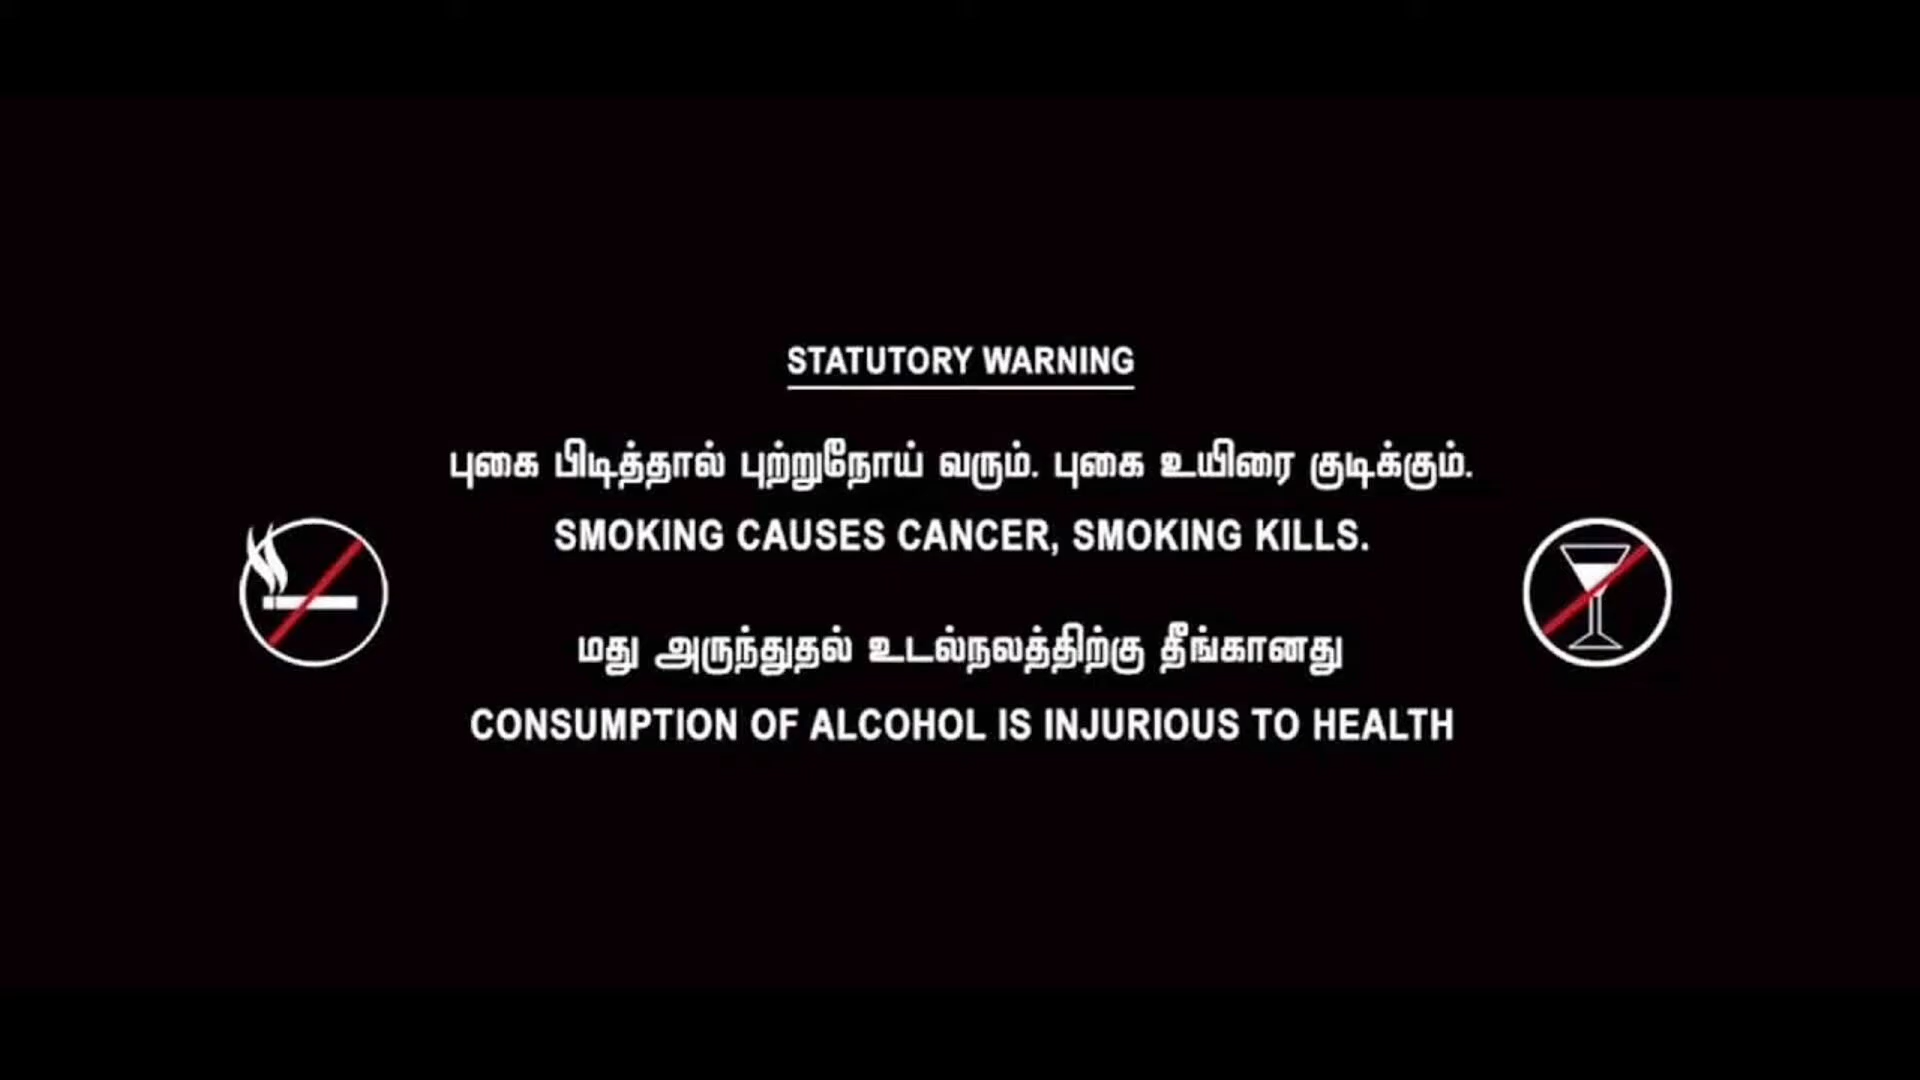 STATUTORY WARNING
புகை பிடித்தால் புற்றுநோய் வரும். புகை உயிரை குடிக்கும்.
SMOKING CAUSES CANCER, SMOKING KILLS.
மது அருந்துதல் உடல்நலத்திற்கு தீங்கானது
CONSUMPTION OF ALCOHOL IS INJURIOUS TO HEALTH